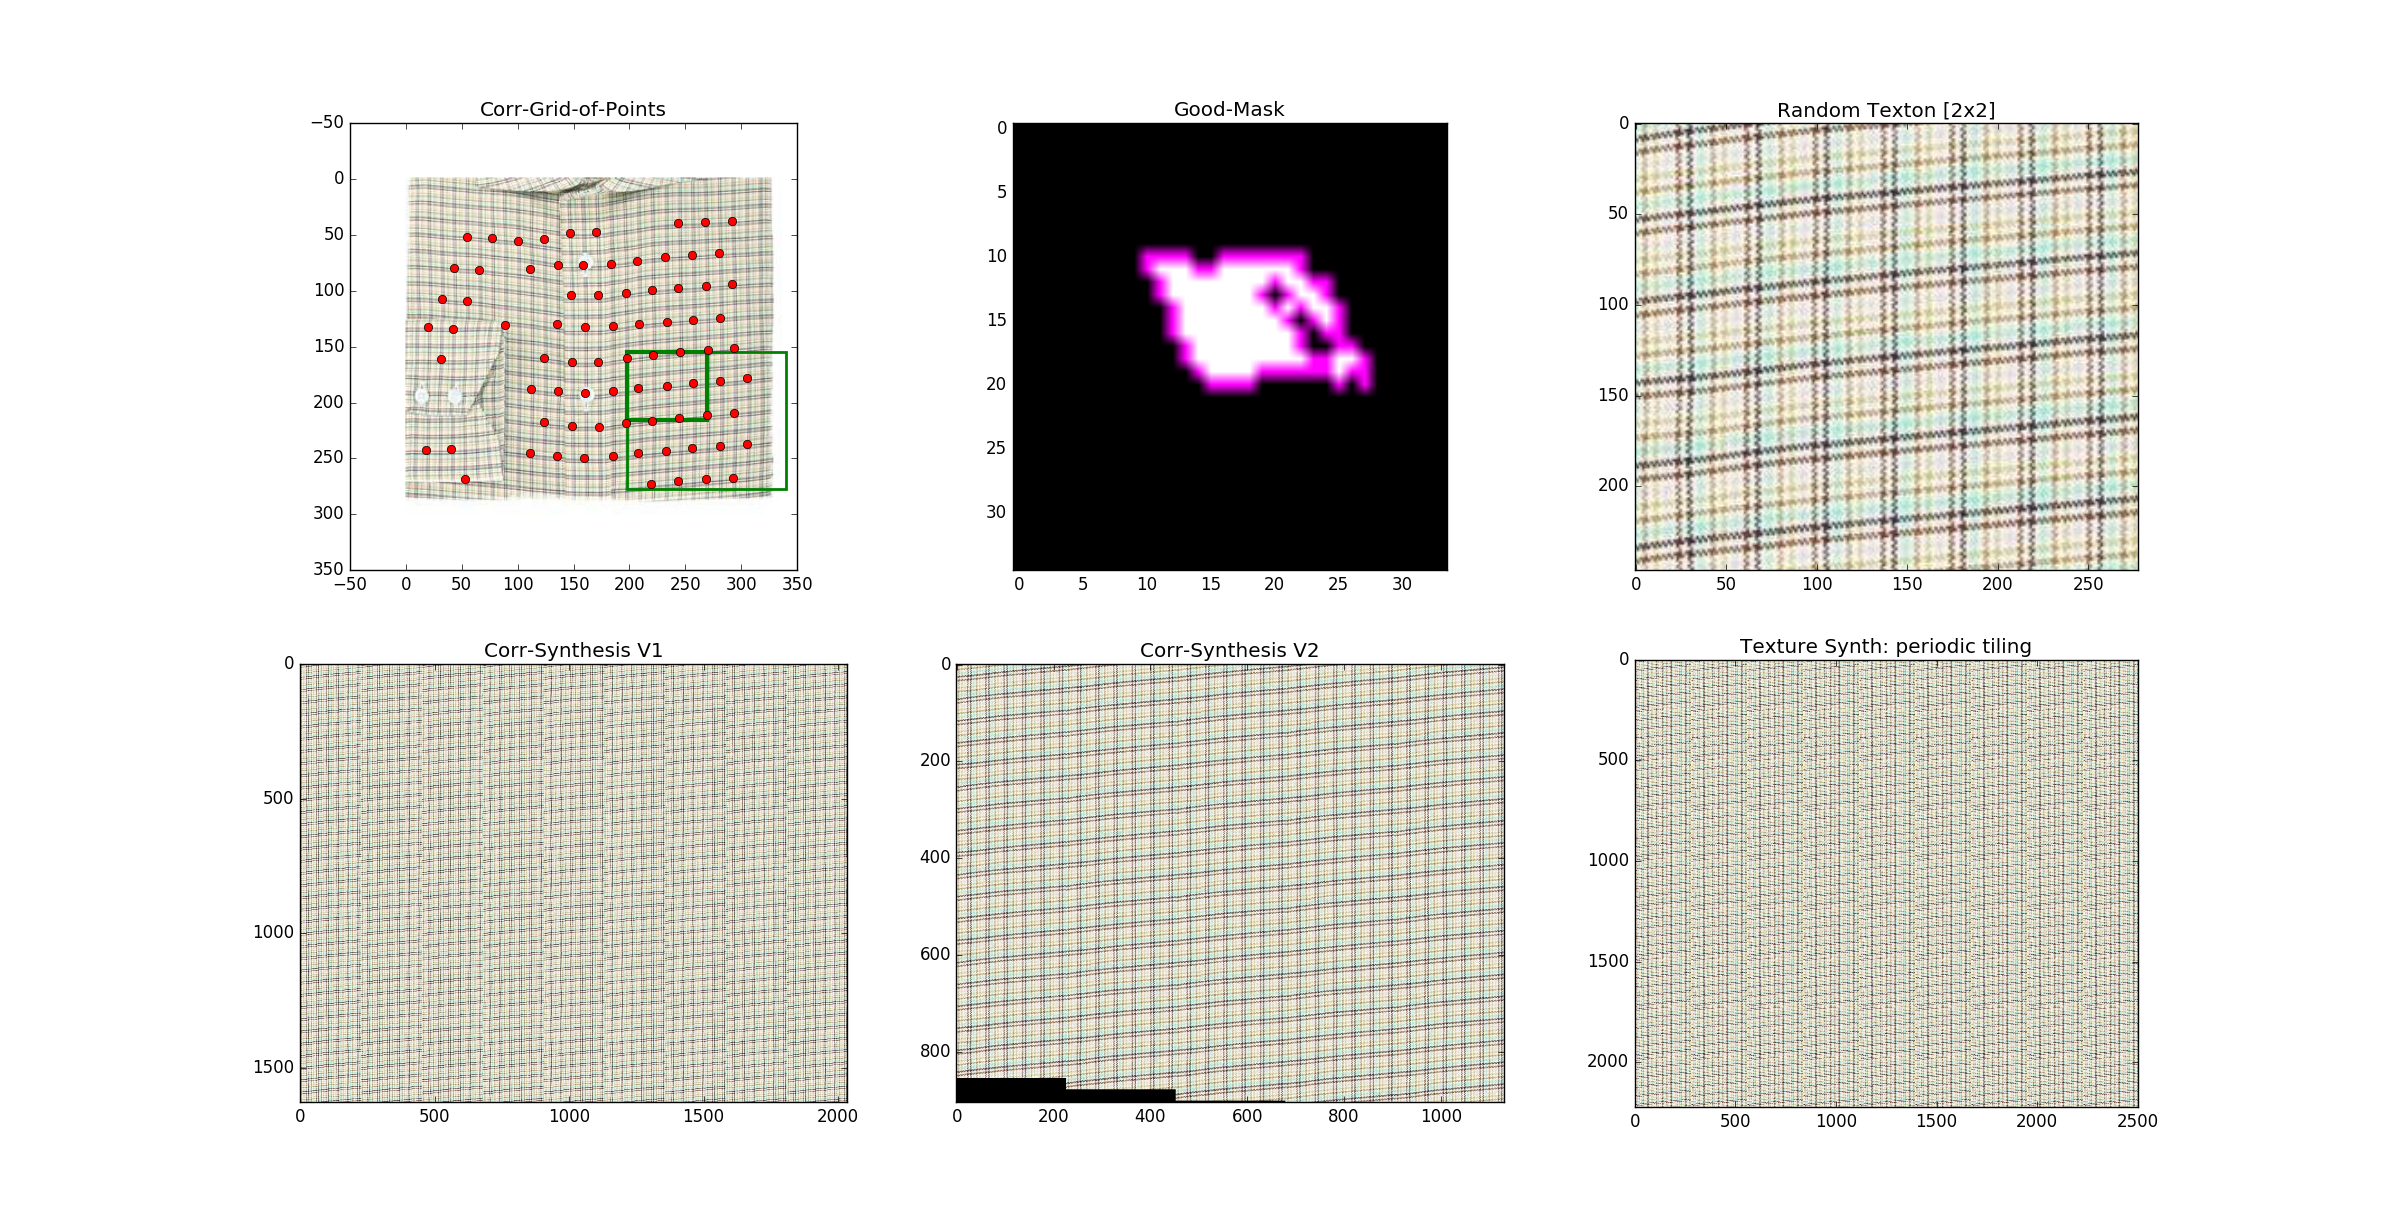 Corr-Grid-of-Points
−50
0
50
100
150
200
250
300
350
−50 0 50 100 150 200 250 300 350
Good-Mask
0
5
10
15
20
25
30
0 5 10 15 20 25 30
Random Texton [2x2]
0
50
100
150
200
0 50 100 150 200 250
Corr-Synthesis V1
0
500
1000
1500
0 500 1000 1500 2000
Corr-Synthesis V2
0
200
400
600
800
0 200 400 600 800 1000
Texture Synth: periodic tiling
0
500
1000
1500
2000
0 500 1000 1500 2000 2500